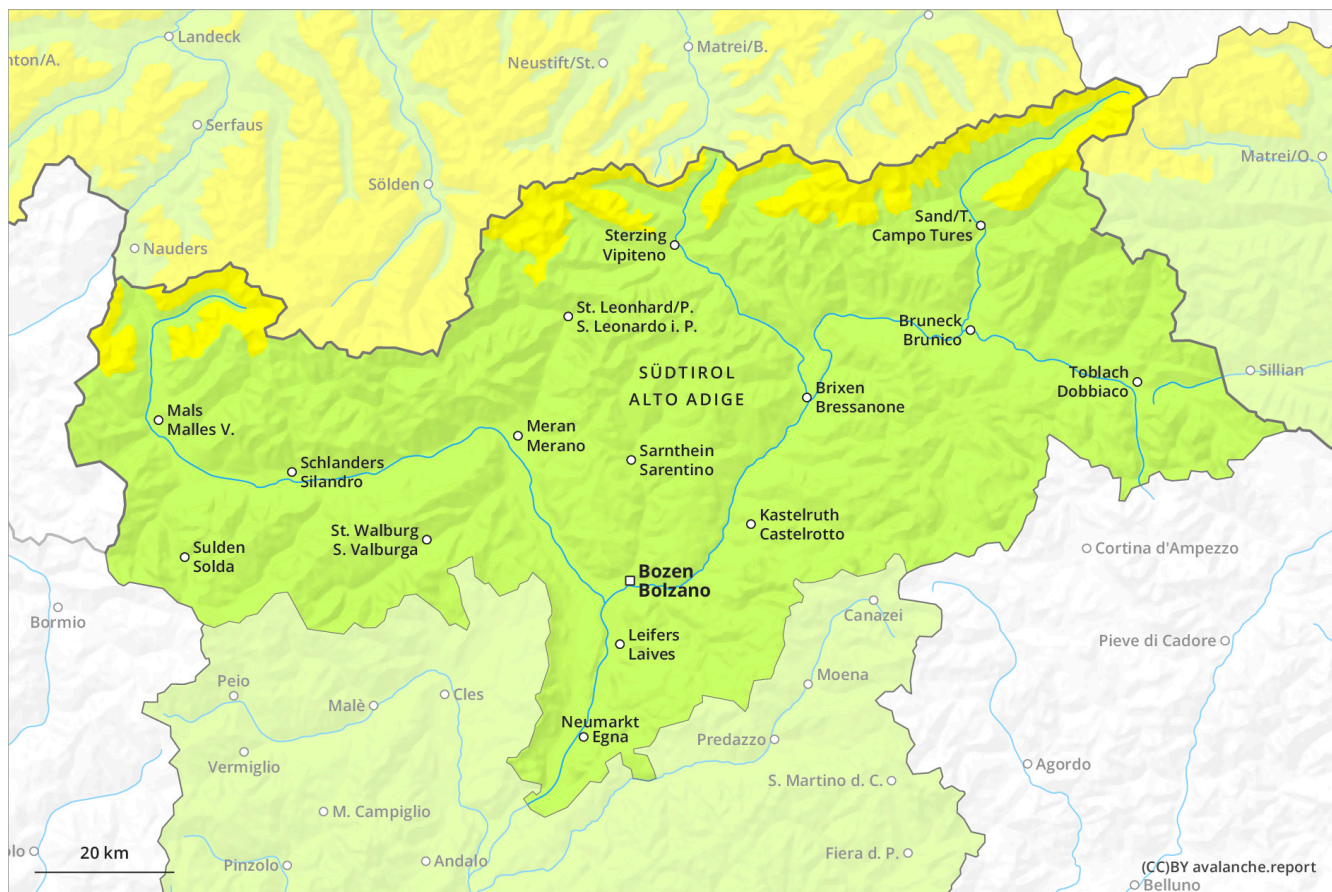 Landeck
Matrei/B.
nton/A.
Neustift/St.
Serfaus
Matrei/O.
Sölden
Sand/T.
Campo Tures
Sterzing
Vipiteno
Nauders
St. Leonhard/P.
S. Leonardo i. P.
Bruneck
Brunico
SÜDTIROL
ALTO ADIGE
Toblach
Dobbiaco
Sillian
Brixen
Bressanone
Mals
Malles V.
Meran
Merano
Sarnthein
Sarentino
Schlanders
Silandro
Kastelruth
Castelrotto
St. Walburg
S. Valburga
Sulden
Solda
Cortina d'Ampezzo
Bozen
Bolzano
Bormio
Canazei
Leifers
Laives
Pieve di Cadore
Peio
Moena
Malè
Cles
Neumarkt
Egna
Predazzo
Vermiglio
Agordo
S. Martino d. C.
M. Campiglio
20 km
Pinzolo
Andalo
Fiera d. P.
(CC)BY avalanche.report
Belluno